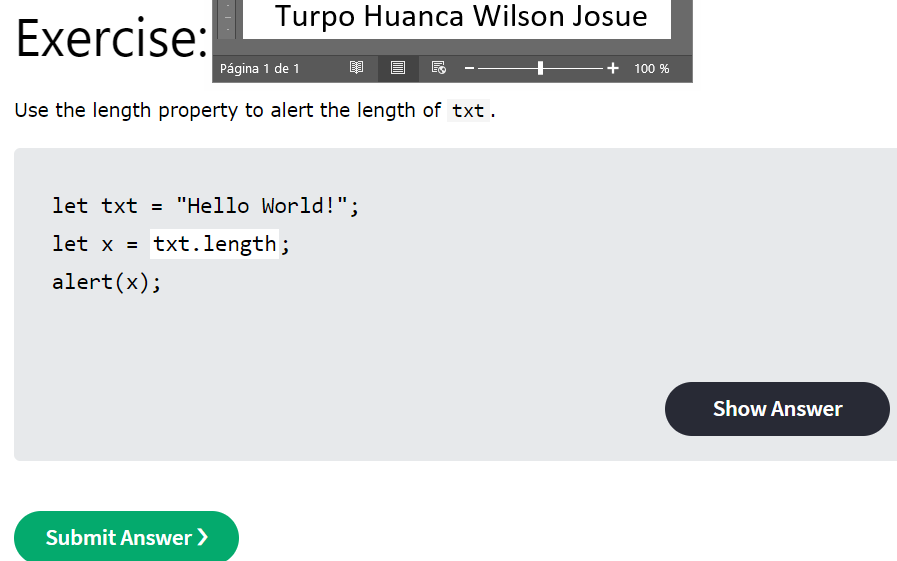 Turpo Huanca Wilson Josue
Exercise:
Página 1 de 1
100 %
Use the length property to alert the length of txt.
let txt = "Hello World!";
let x = txt.length;
alert(x);
Show Answer
Submit Answer ❯